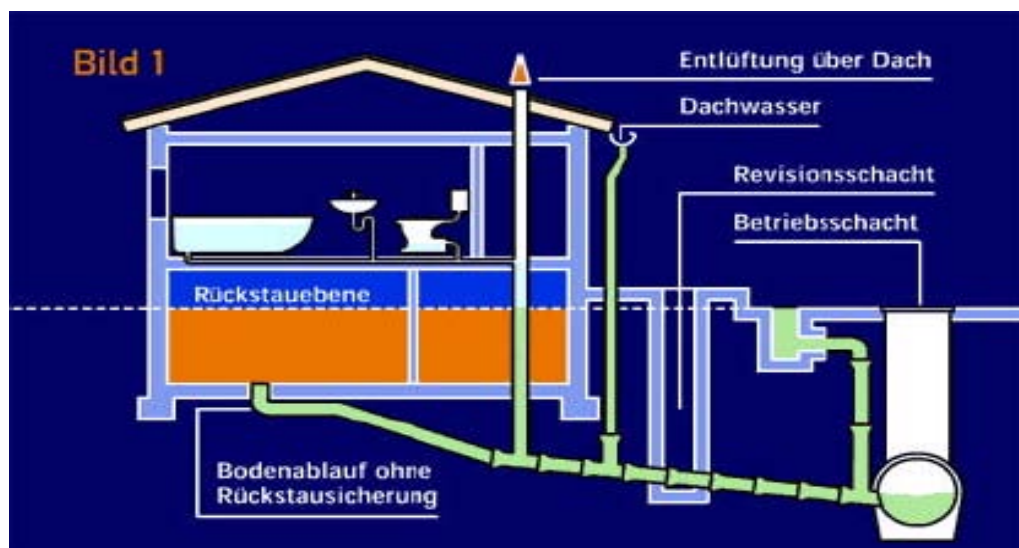 Bild 1
Entlüftung über Dach
Dachwasser
Revisionsschacht
Betriebsschacht
Rückstauebene
Bodenablauf ohne
Rückstausicherung